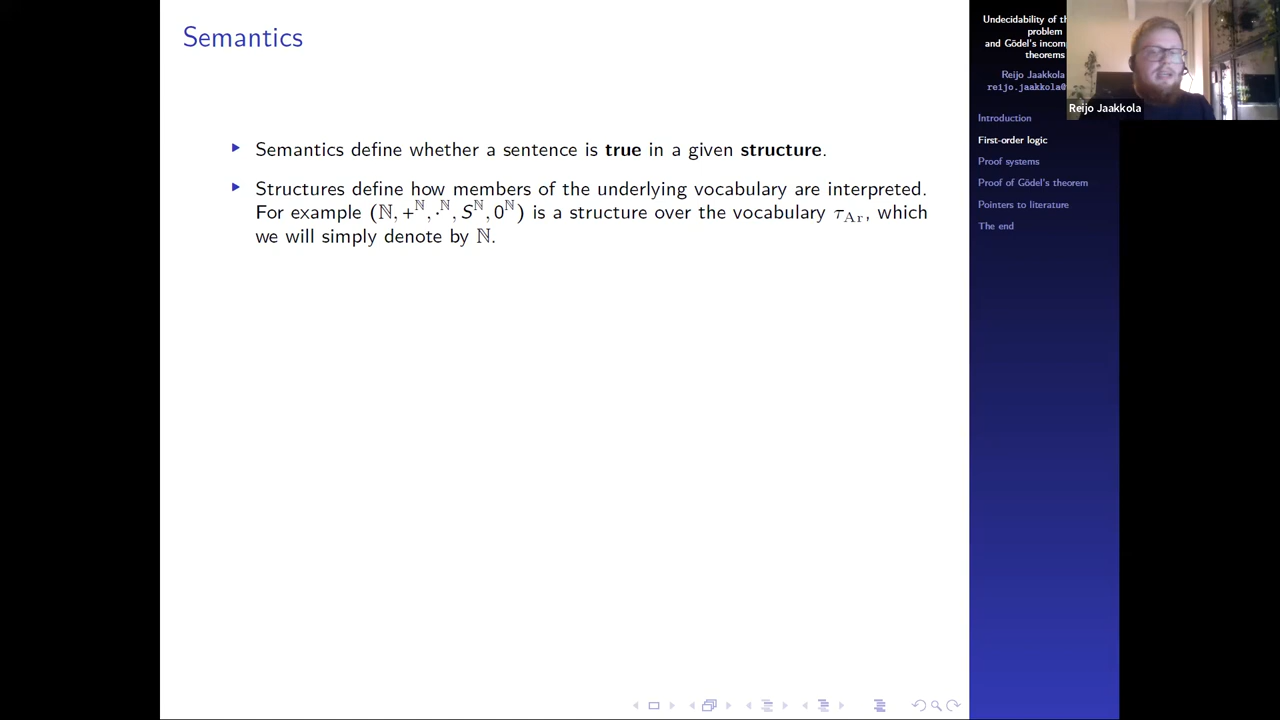 Semantics
Semantics define whether a sentence is true in a given structure.
Structures define how members of the underlying vocabulary are interpreted.
For example (ℕ, +^ℕ, ·^ℕ, S^ℕ, 0^ℕ) is a structure over the vocabulary τ_Ar, which
we will simply denote by ℕ.
Undecidability of th
problem
and Gödel's incom
theorems
Reijo Jaakkola
reijo.jaakkola@
Reijo Jaakkola
Introduction
First-order logic
Proof systems
Proof of Gödel's theorem
Pointers to literature
The end